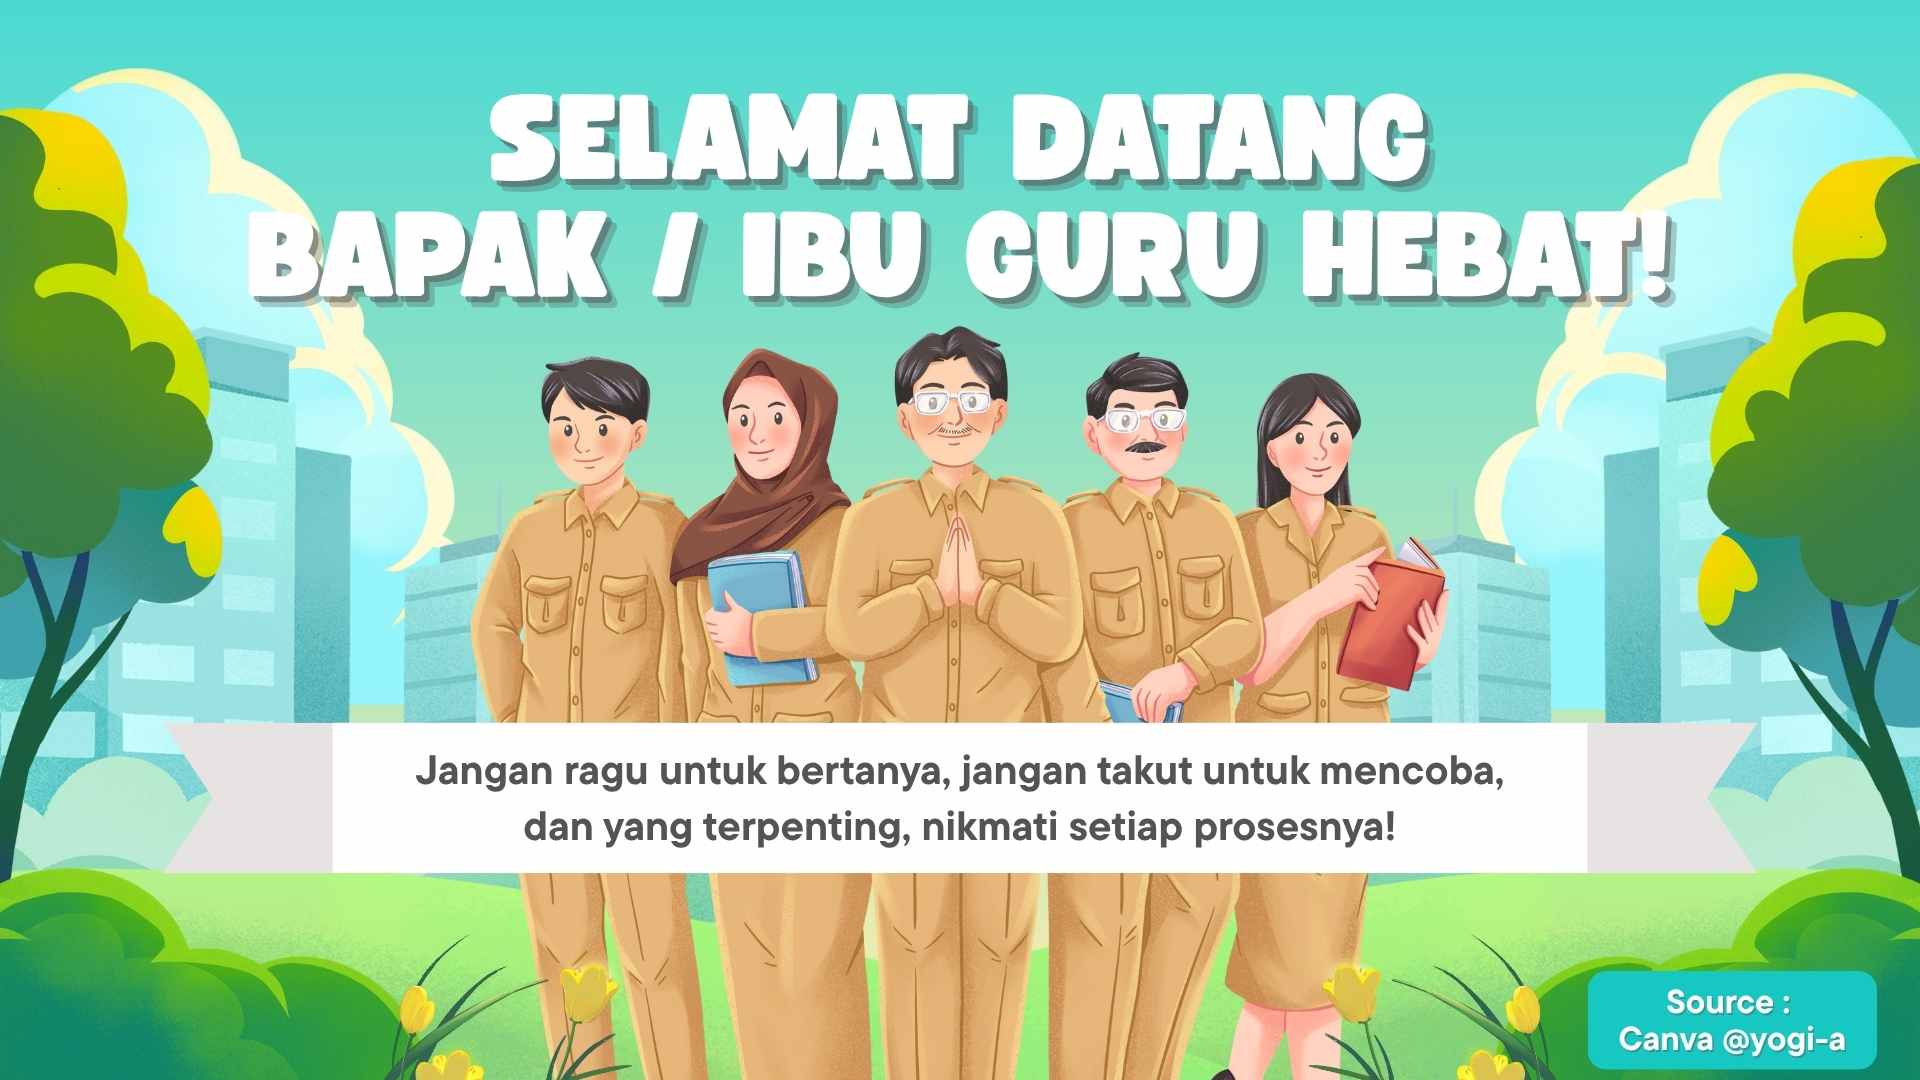 SELAMAT DATANG
BAPAK / IBU GURU HEBAT!
Jangan ragu untuk bertanya, jangan takut untuk mencoba,
dan yang terpenting, nikmati setiap prosesnya!
Source :
Canva @yogi-a